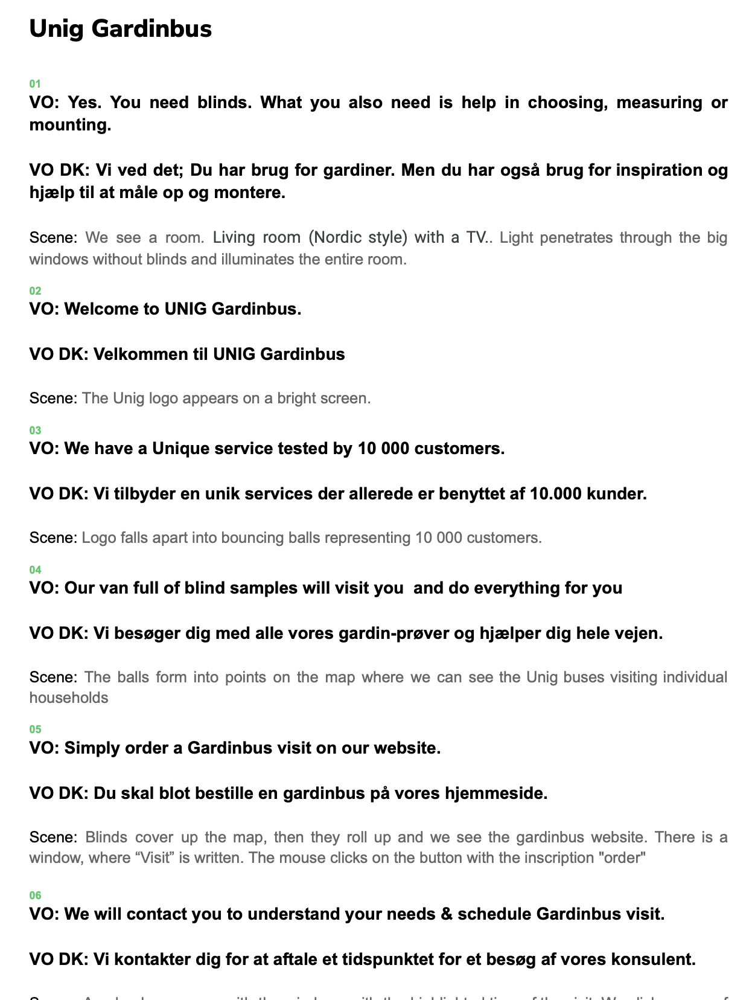 Unig Gardinbus
01
VO: Yes. You need blinds. What you also need is help in choosing, measuring or
mounting.
VO DK: Vi ved det; Du har brug for gardiner. Men du har også brug for inspiration og
hjælp til at måle op og montere.
Scene: We see a room. Living room (Nordic style) with a TV.. Light penetrates through the big
windows without blinds and illuminates the entire room.
02
VO: Welcome to UNIG Gardinbus.
VO DK: Velkommen til UNIG Gardinbus
Scene: The Unig logo appears on a bright screen.
03
VO: We have a Unique service tested by 10 000 customers.
VO DK: Vi tilbyder en unik services der allerede er benyttet af 10.000 kunder.
Scene: Logo falls apart into bouncing balls representing 10 000 customers.
04
VO: Our van full of blind samples will visit you  and do everything for you
VO DK: Vi besøger dig med alle vores gardin-prøver og hjælper dig hele vejen.
Scene: The balls form into points on the map where we can see the Unig buses visiting individual
households
05
VO: Simply order a Gardinbus visit on our website.
VO DK: Du skal blot bestille en gardinbus på vores hjemmeside.
Scene: Blinds cover up the map, then they roll up and we see the gardinbus website. There is a
window, where “Visit” is written. The mouse clicks on the button with the inscription "order"
06
VO: We will contact you to understand your needs & schedule Gardinbus visit.
VO DK: Vi kontakter dig for at aftale et tidspunktet for et besøg af vores konsulent.